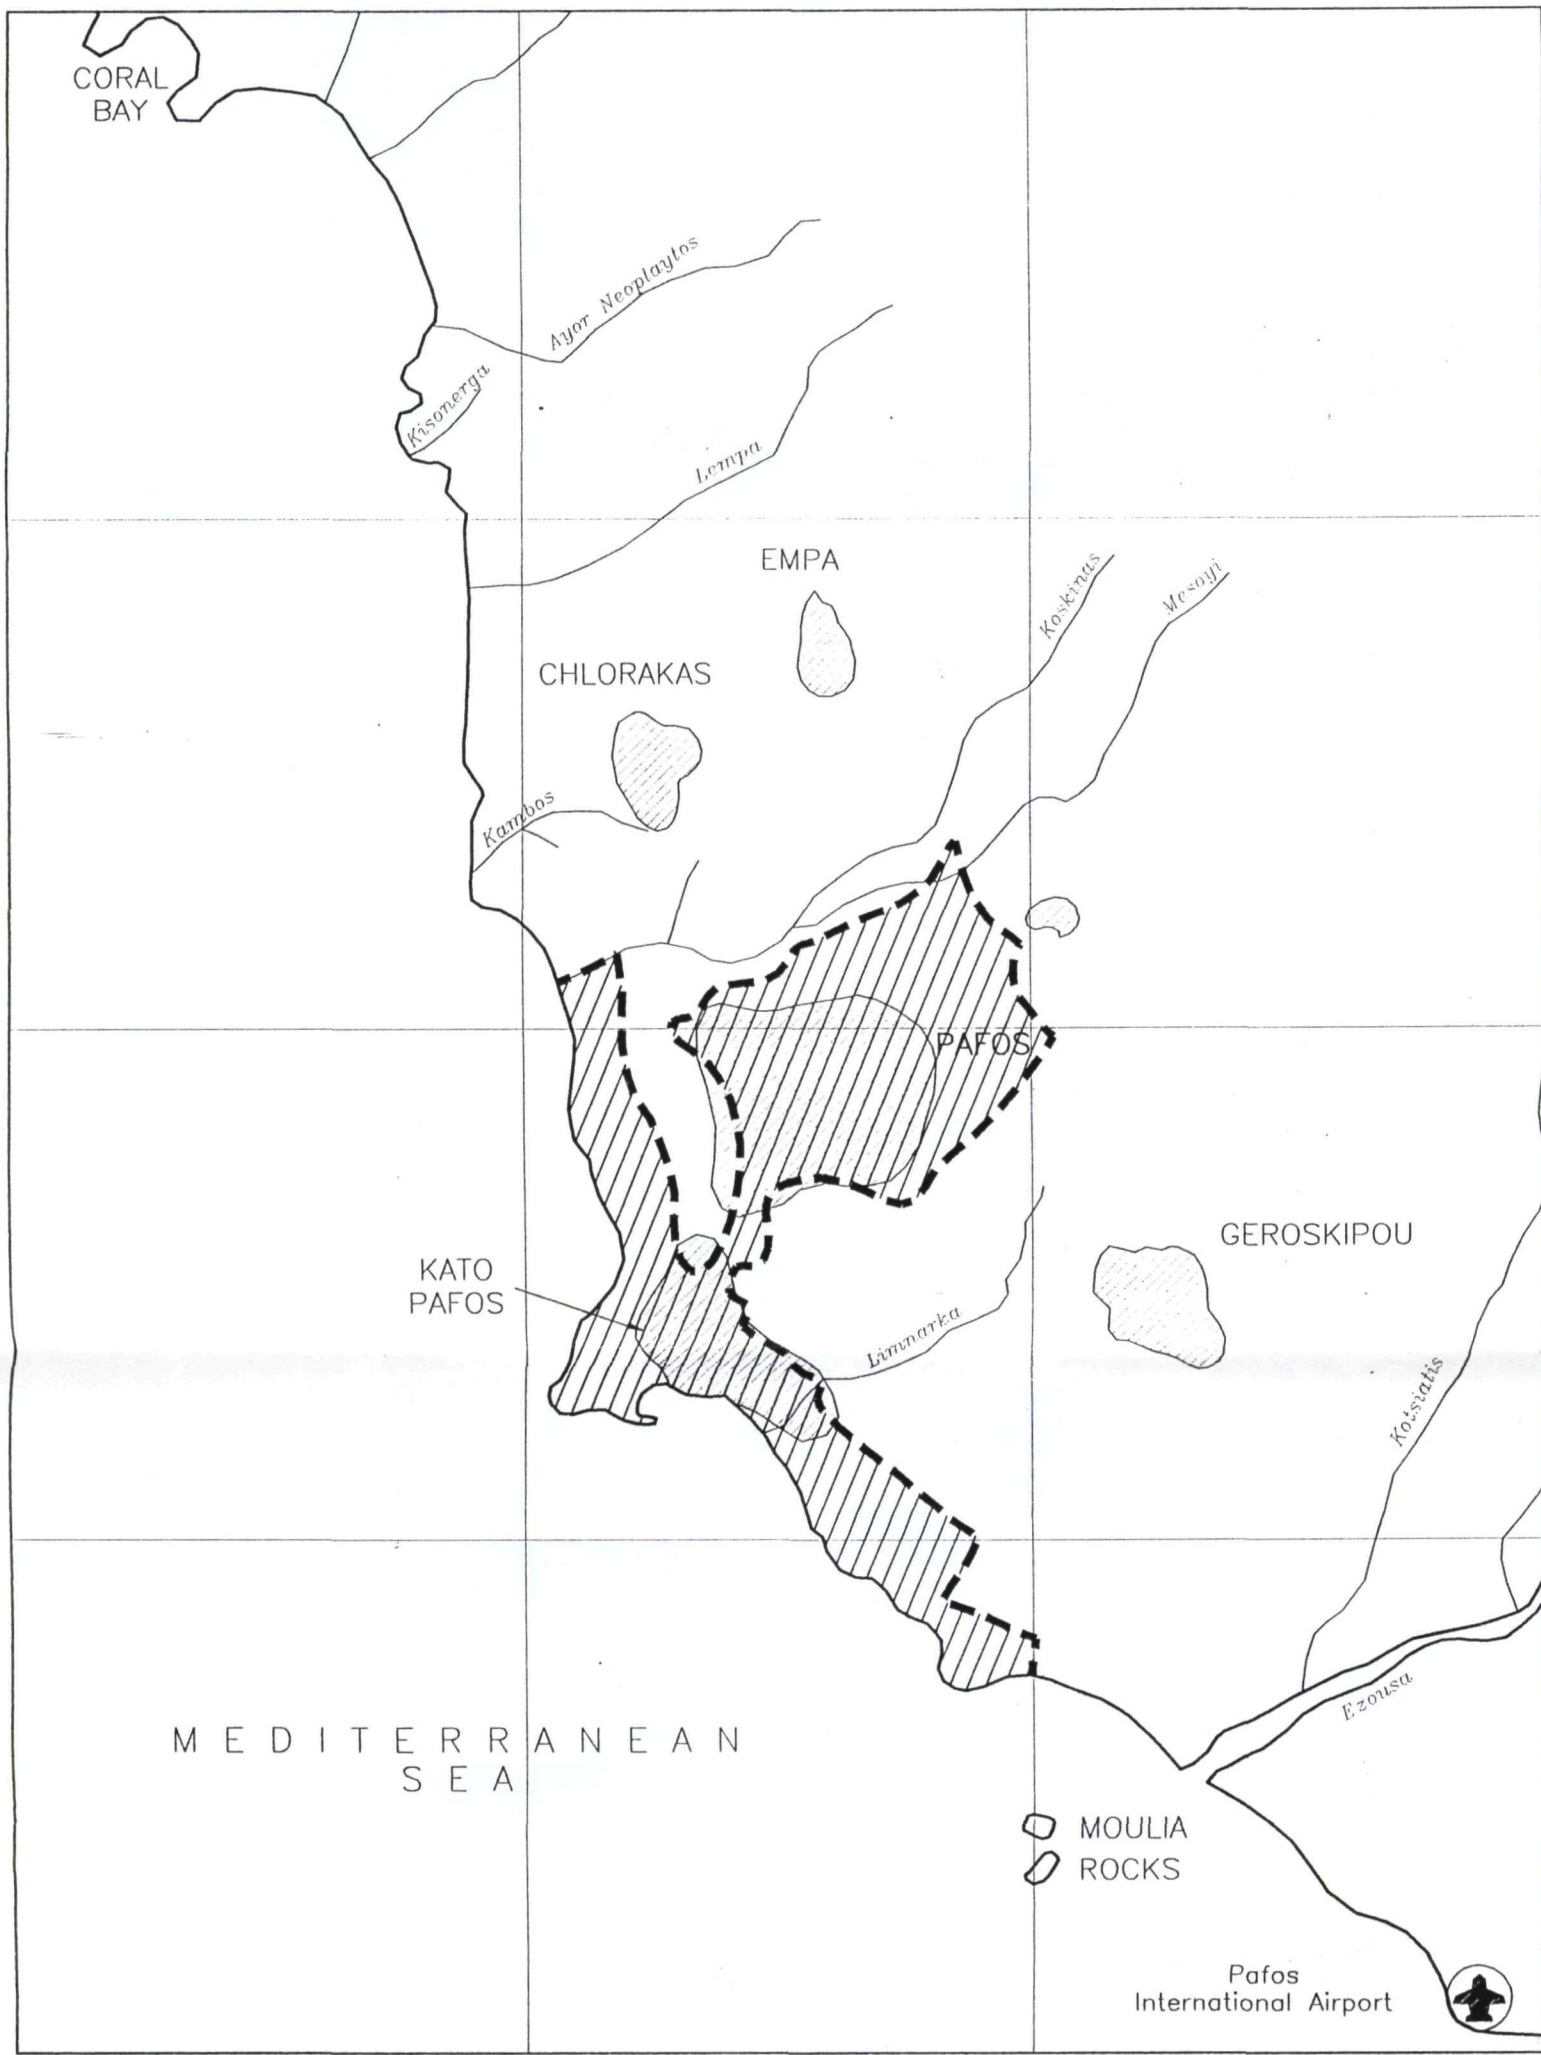 CORAL
BAY
Ayor Neoplaytos
Kisonerga
Lempa
EMPA
Koskinas
Mesoyi
CHLORAKAS
Kambos
PAFOS
GEROSKIPOU
KATO
PAFOS
Limnarka
Kotsiatis
Ezousa
MEDITERRANEAN
SEA
MOULIA
ROCKS
Pafos
International Airport